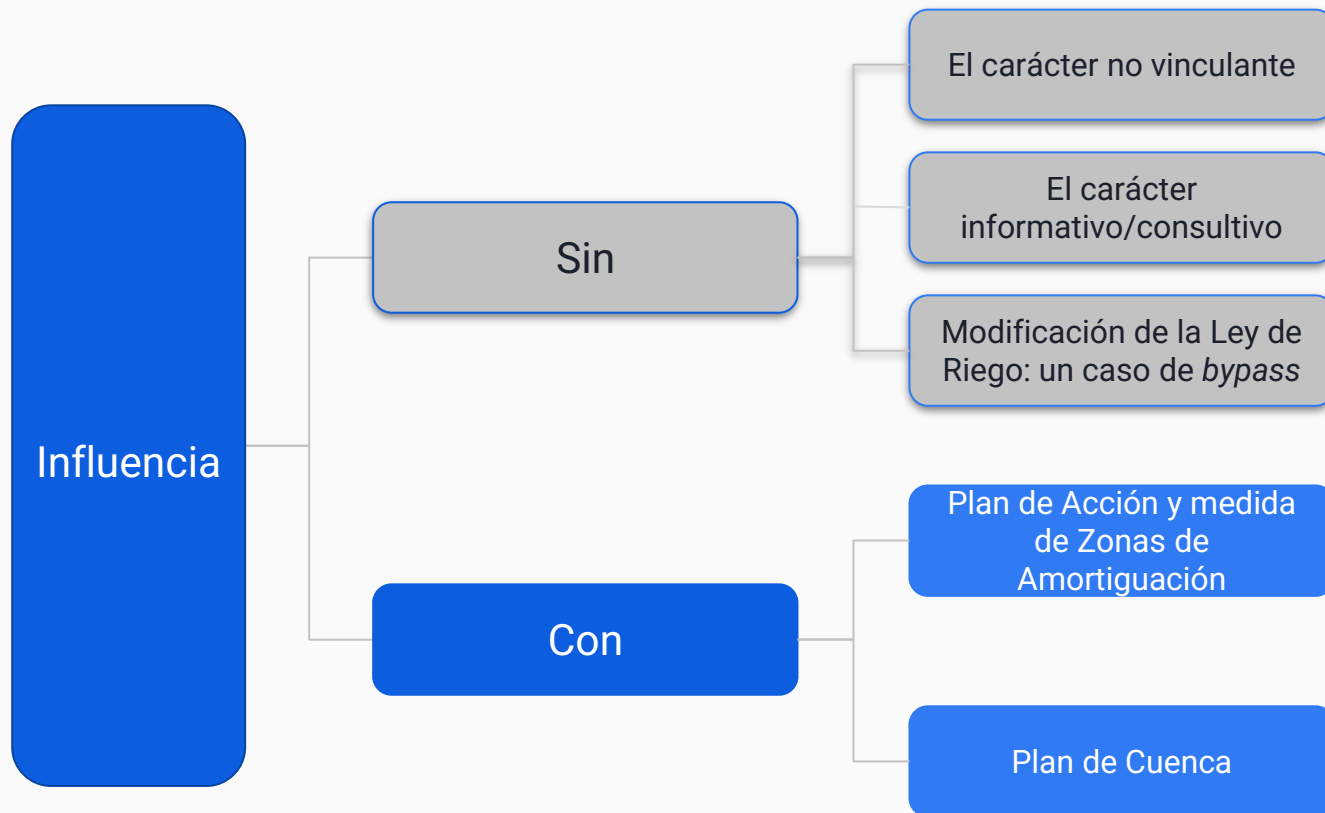 Influencia
Sin
El carácter no vinculante
El carácter
informativo/consultivo
Modificación de la Ley de
Riego: un caso de bypass
Con
Plan de Acción y medida
de Zonas de
Amortiguación
Plan de Cuenca